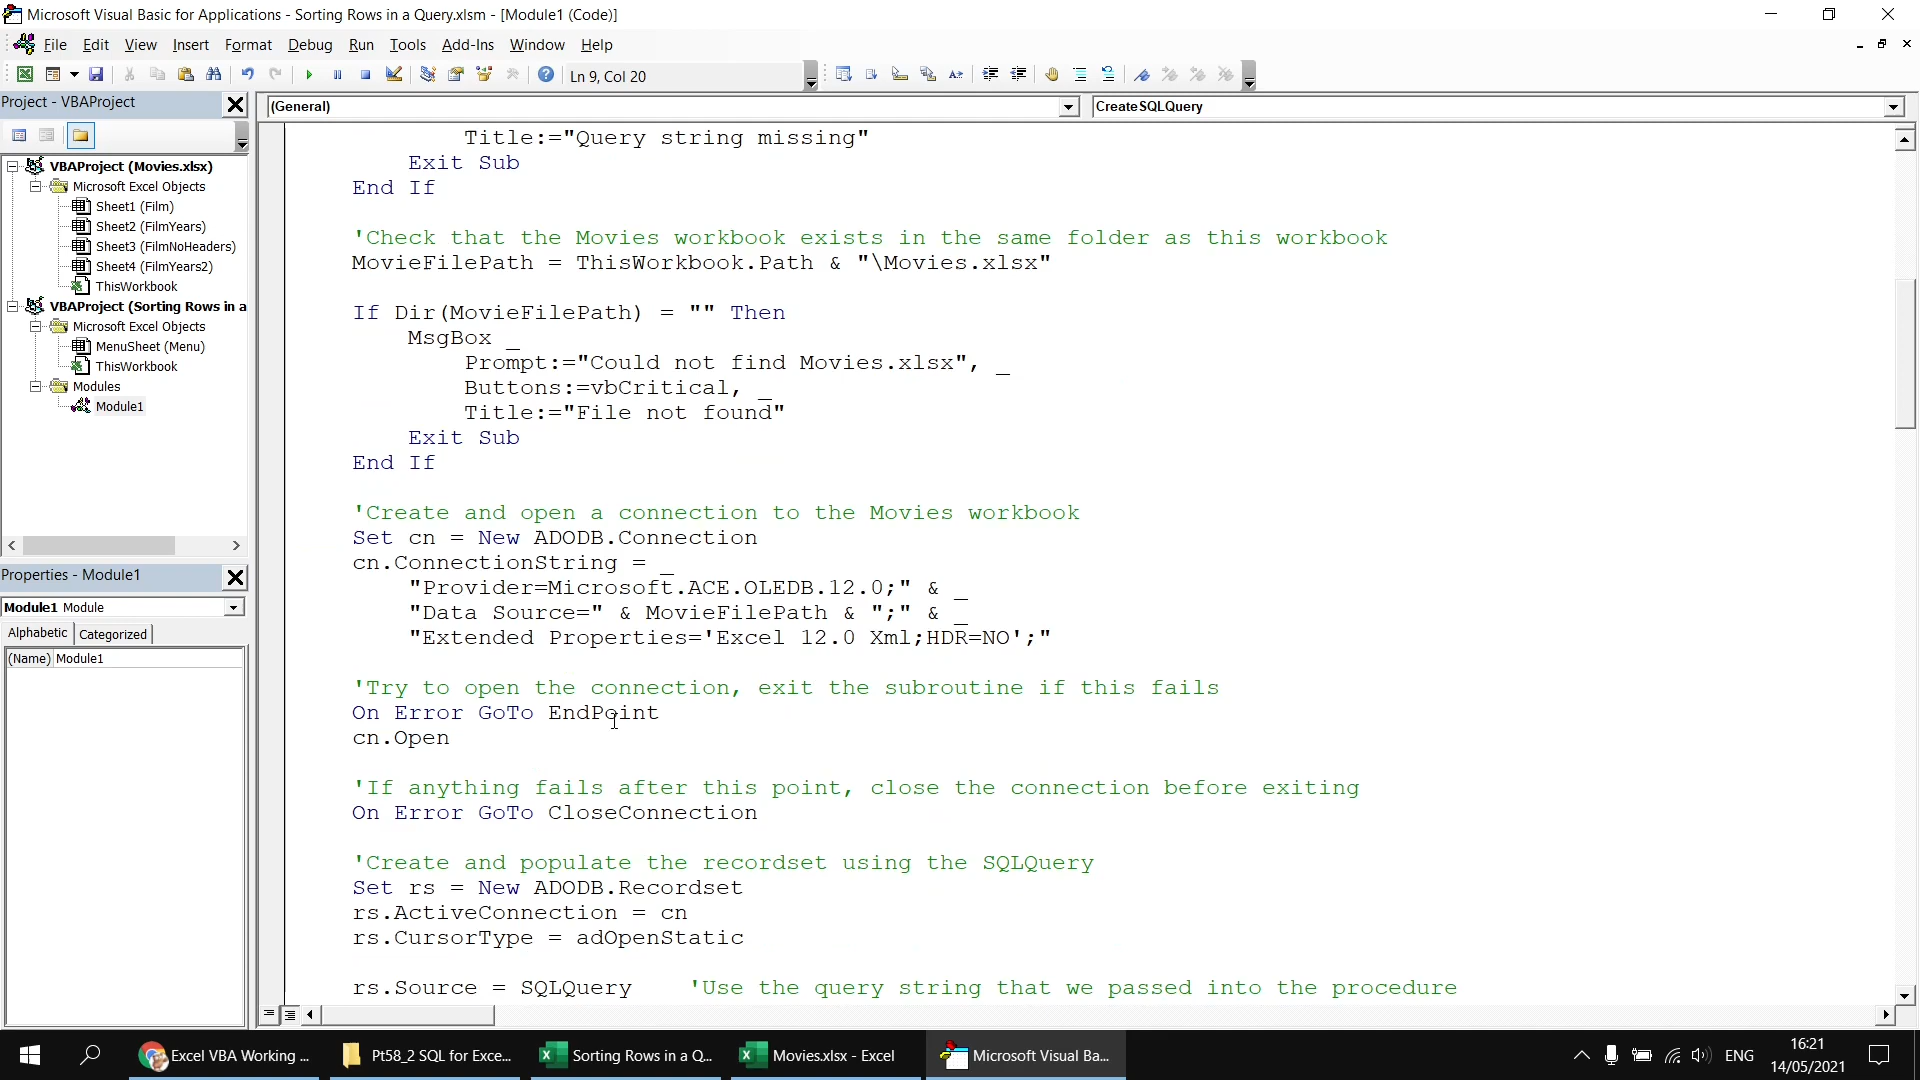 Microsoft Visual Basic for Applications - Sorting Rows in a Query.xlsm - [Module1 (Code)]
File Edit View Insert Format Debug Run Tools Add-Ins Window Help
Ln 9, Col 20
Project - VBAProject
(General)
CreateSQLQuery
VBAProject (Movies.xlsx)
Microsoft Excel Objects
Sheet1 (Film)
Sheet2 (FilmYears)
Sheet3 (FilmNoHeaders)
Sheet4 (FilmYears2)
ThisWorkbook
VBAProject (Sorting Rows in a
Microsoft Excel Objects
MenuSheet (Menu)
ThisWorkbook
Modules
Module1
Properties - Module1
Module1 Module
Alphabetic Categorized
(Name) Module1
Title:="Query string missing"
Exit Sub
End If
'Check that the Movies workbook exists in the same folder as this workbook
MovieFilePath = ThisWorkbook.Path & "\Movies.xlsx"
If Dir(MovieFilePath) = "" Then
MsgBox _
Prompt:="Could not find Movies.xlsx", _
Buttons:=vbCritical, _
Title:="File not found"
Exit Sub
End If
'Create and open a connection to the Movies workbook
Set cn = New ADODB.Connection
cn.ConnectionString = _
"Provider=Microsoft.ACE.OLEDB.12.0;" & _
"Data Source=" & MovieFilePath & ";" & _
"Extended Properties='Excel 12.0 Xml;HDR=NO';"
'Try to open the connection, exit the subroutine if this fails
On Error GoTo EndPoint
cn.Open
'If anything fails after this point, close the connection before exiting
On Error GoTo CloseConnection
'Create and populate the recordset using the SQLQuery
Set rs = New ADODB.Recordset
rs.ActiveConnection = cn
rs.CursorType = adOpenStatic
rs.Source = SQLQuery 'Use the query string that we passed into the procedure
Excel VBA Working ...
Pt58_2 SQL for Exce...
Sorting Rows in a Q...
Movies.xlsx - Excel
Microsoft Visual Ba...
ENG
16:21
14/05/2021